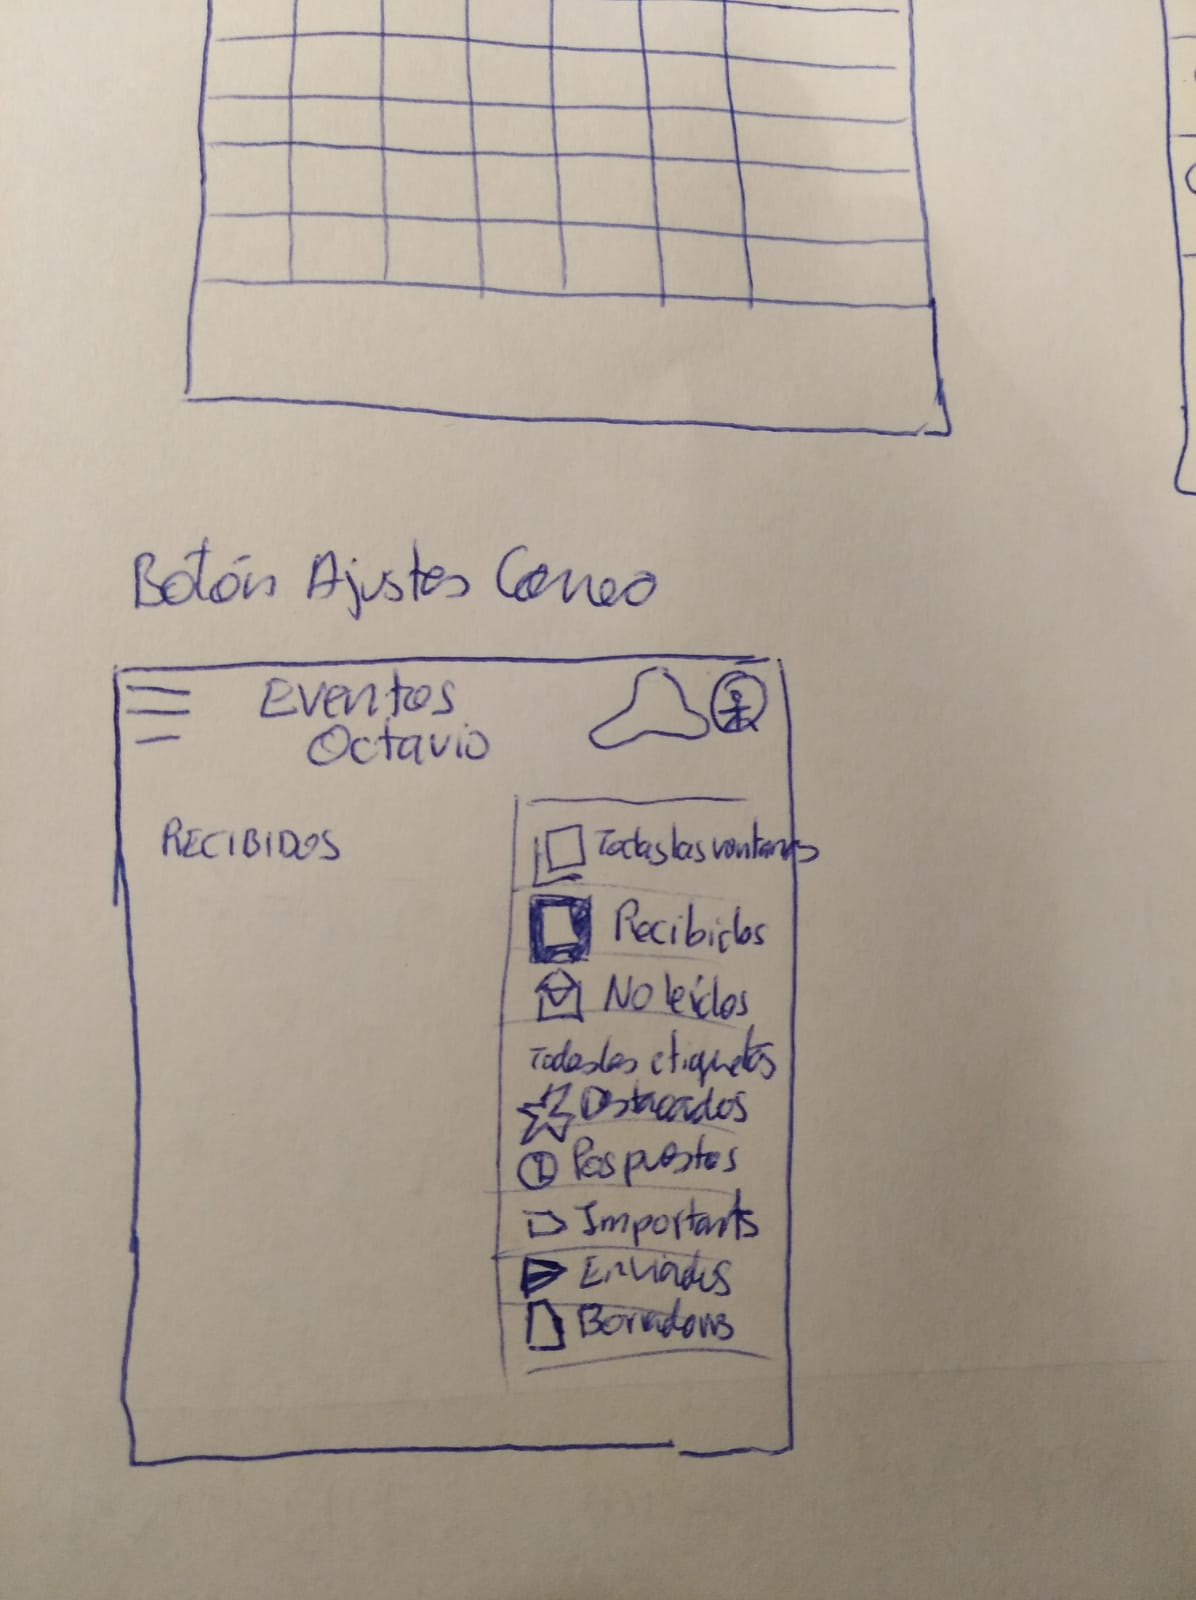 Botón Ajustes Correo
Eventos
Octavio
RECIBIDOS
Todas las ventanas
Recibidos
No leídos
Todas las etiquetas
Destacados
Pospuestos
Importants
Enviados
Borradores